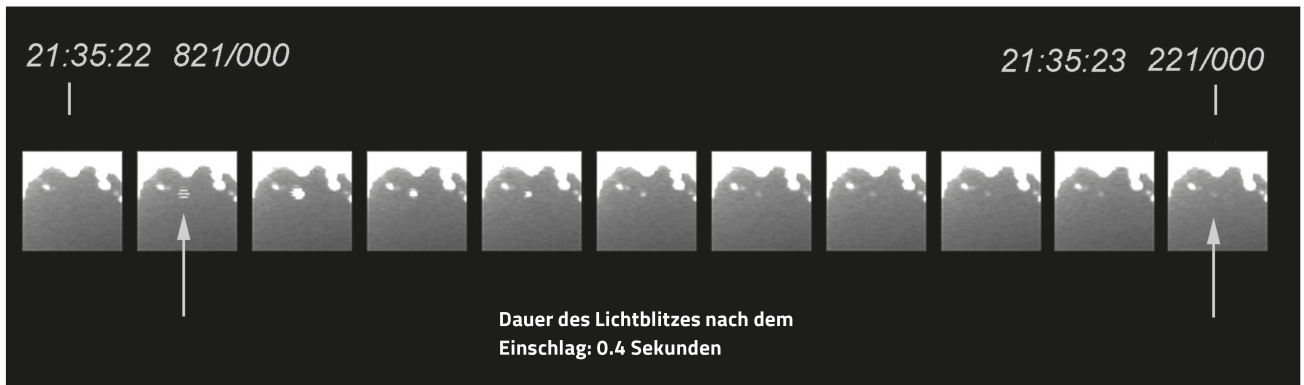 21:35:22 821/000
21:35:23 221/000
Dauer des Lichtblitzes nach dem
Einschlag: 0.4 Sekunden